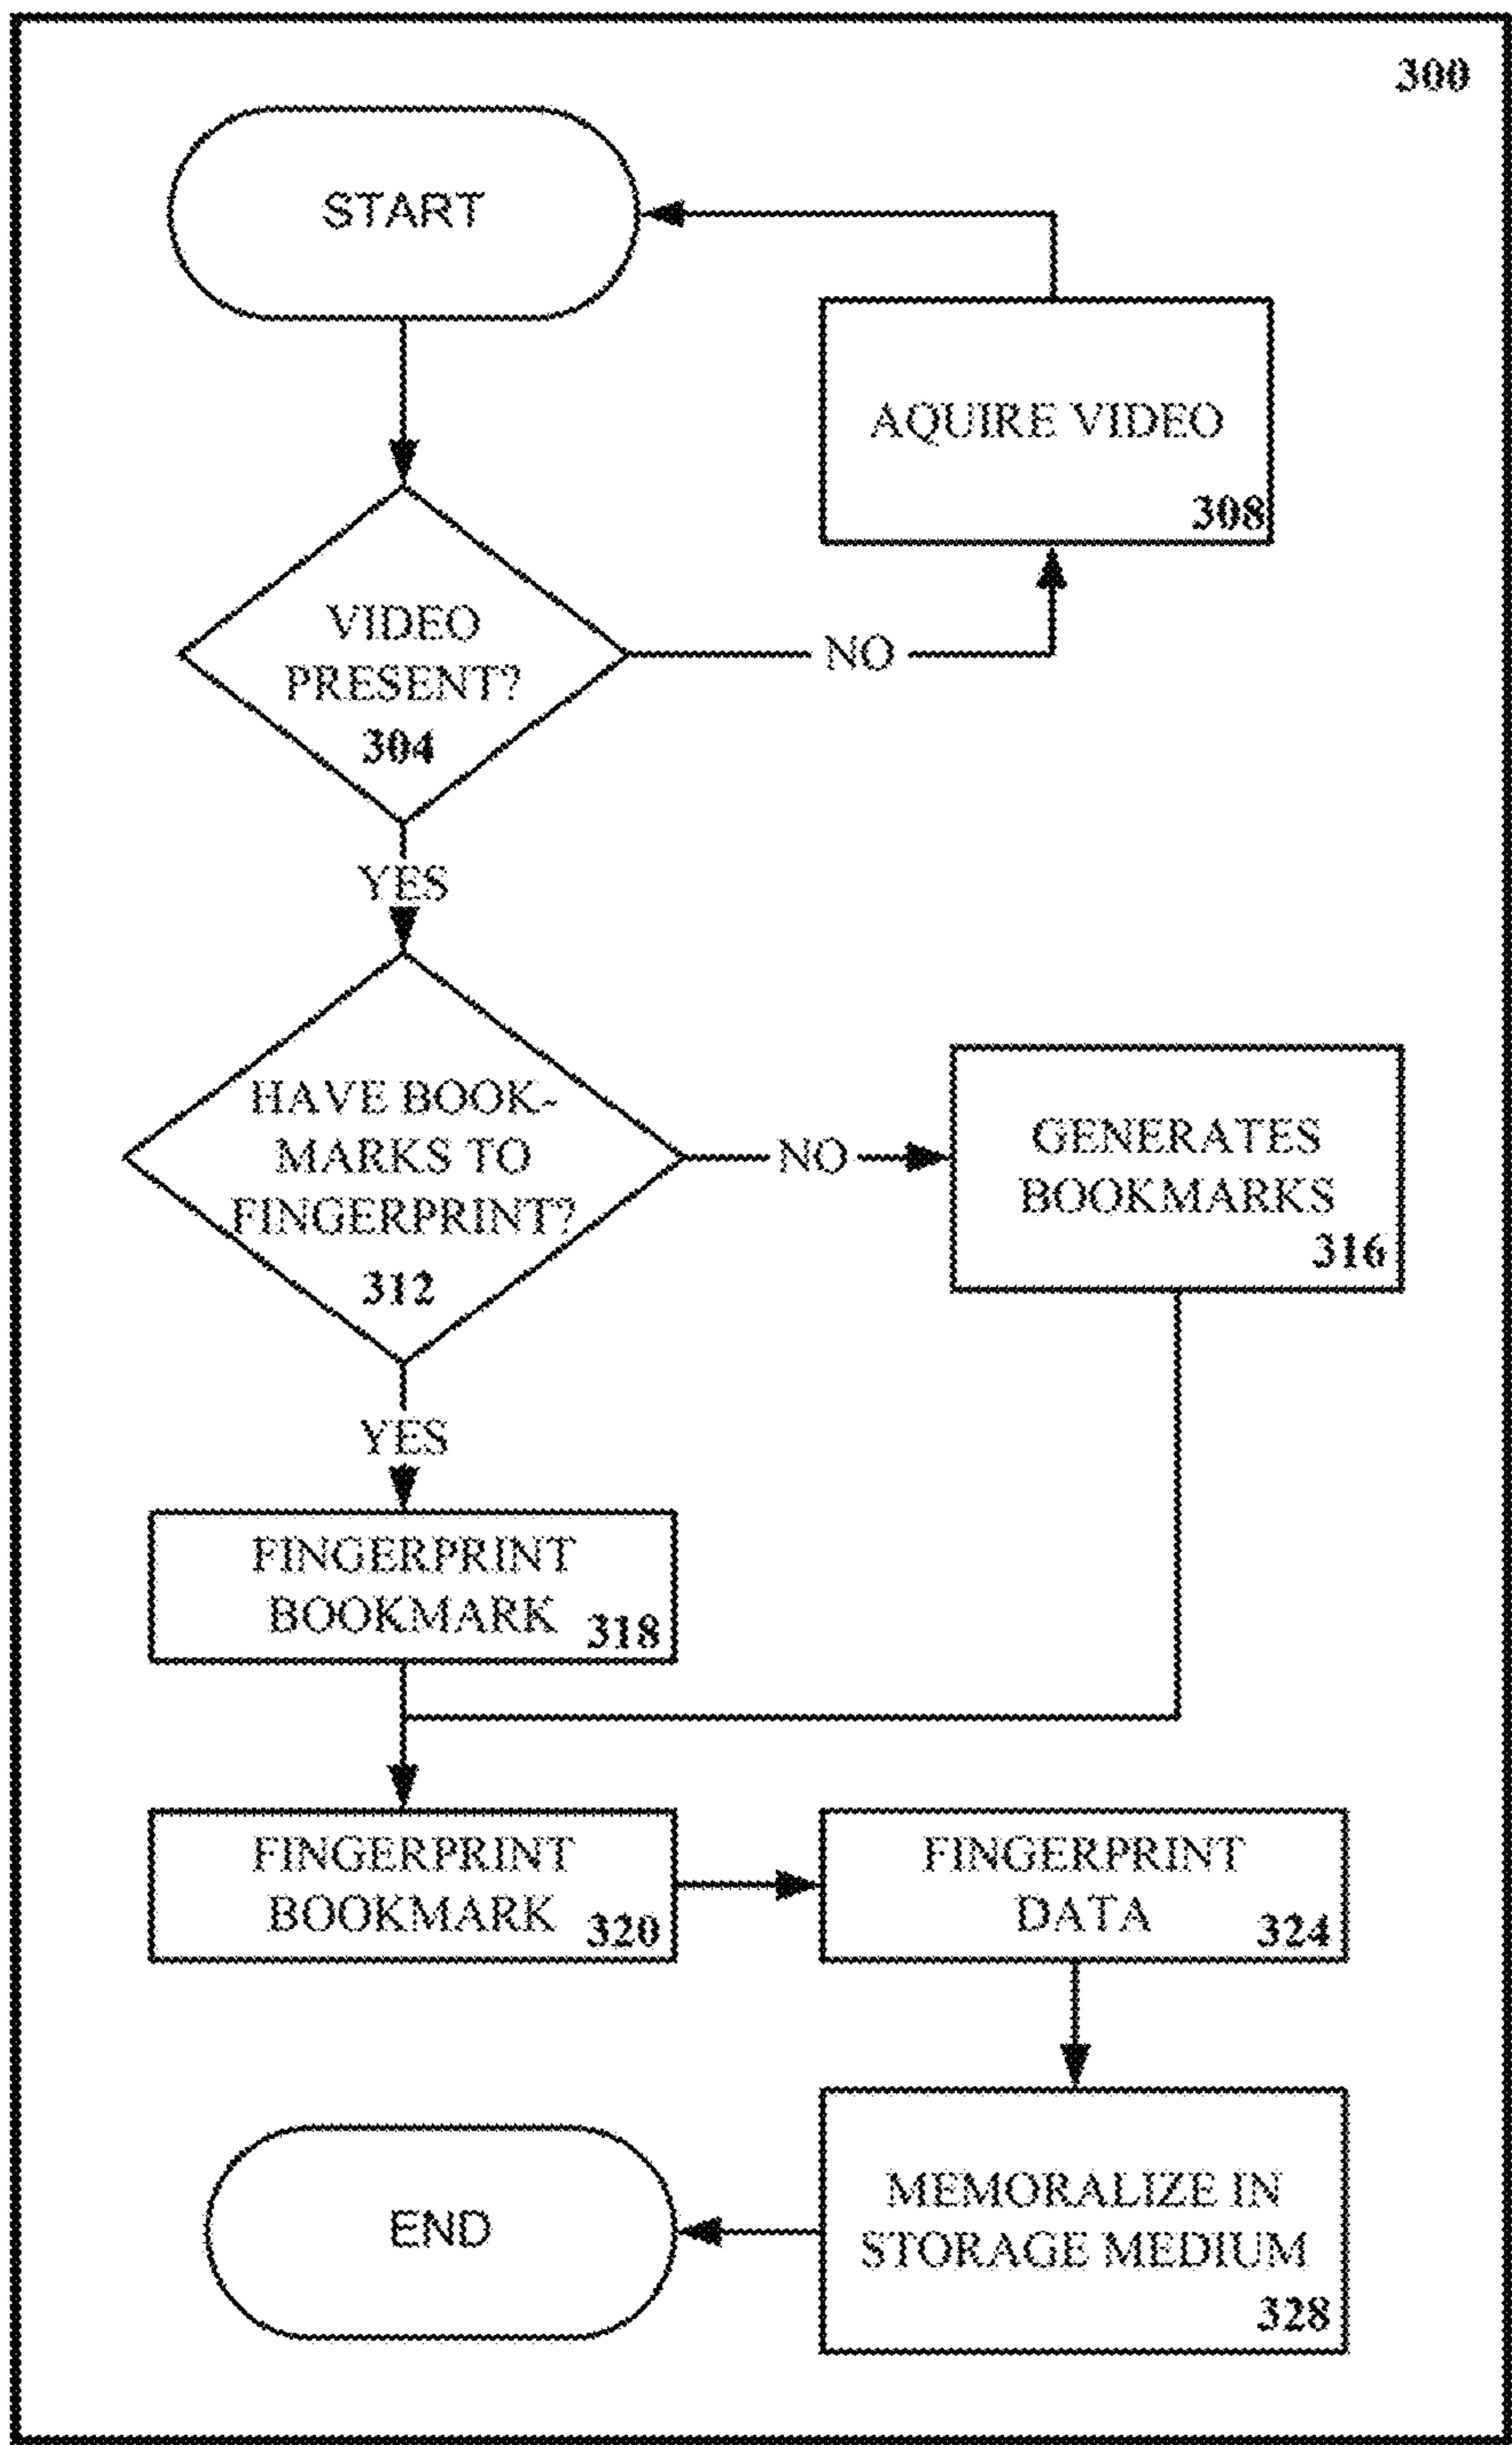 300
START
AQUIRE VIDEO
308
VIDEO
PRESENT?
304
NO
YES
HAVE BOOK-
MARKS TO
FINGERPRINT?
312
NO
GENERATES
BOOKMARKS
316
YES
FINGERPRINT
BOOKMARK
318
FINGERPRINT
BOOKMARK
320
FINGERPRINT
DATA
324
MEMORALIZE IN
STORAGE MEDIUM
328
END